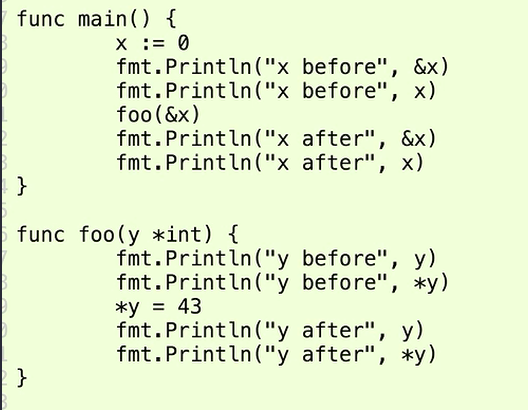 func main() {
	x := 0
	fmt.Println("x before", &x)
	fmt.Println("x before", x)
	foo(&x)
	fmt.Println("x after", &x)
	fmt.Println("x after", x)
}

func foo(y *int) {
	fmt.Println("y before", y)
	fmt.Println("y before", *y)
	*y = 43
	fmt.Println("y after", y)
	fmt.Println("y after", *y)
}